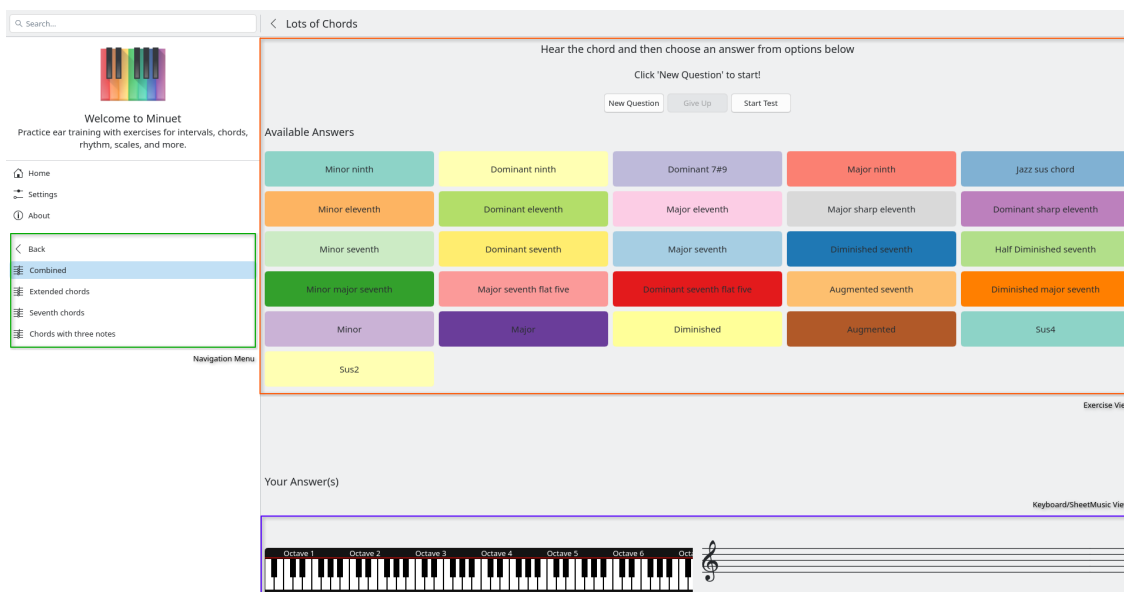 Search...
Lots of Chords
Welcome to Minuet
Practice ear training with exercises for intervals, chords,
rhythm, scales, and more.
Home
Settings
About
Back
Combined
Extended chords
Seventh chords
Chords with three notes
Navigation Menu
Hear the chord and then choose an answer from options below
Click 'New Question' to start!
New Question Give Up Start Test
Available Answers
Minor ninth Dominant ninth Dominant 7#9 Major ninth Jazz sus chord
Minor eleventh Dominant eleventh Major eleventh Major sharp eleventh Dominant sharp eleventh
Minor seventh Dominant seventh Major seventh Diminished seventh Half Diminished seventh
Minor major seventh Major seventh flat five Dominant seventh flat five Augmented seventh Diminished major seventh
Minor Major Diminished Augmented Sus4
Sus2
Exercise Vie
Your Answer(s)
Keyboard/SheetMusic Vie
Octave 1 Octave 2 Octave 3 Octave 4 Octave 5 Octave 6 Octa